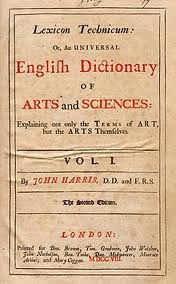 Lexicon Technicum:
Or, An UNIVERSAL
English Dictionary
OF
ARTS and SCIENCES:
Explaining not only the TERMS of ART,
but the ARTS Themselves.
VOL. I.
By JOHN HARRIS, D. D. and F. R. S.
The Second Edition.
LONDON:
Printed for Dan. Brown, Tim. Goodwin, John Walthoe,
John Nicholson, Benj. Tooke, Dan. Midwinter, Maurice
Atkins, and Mary Coggan. MDCCVIII.